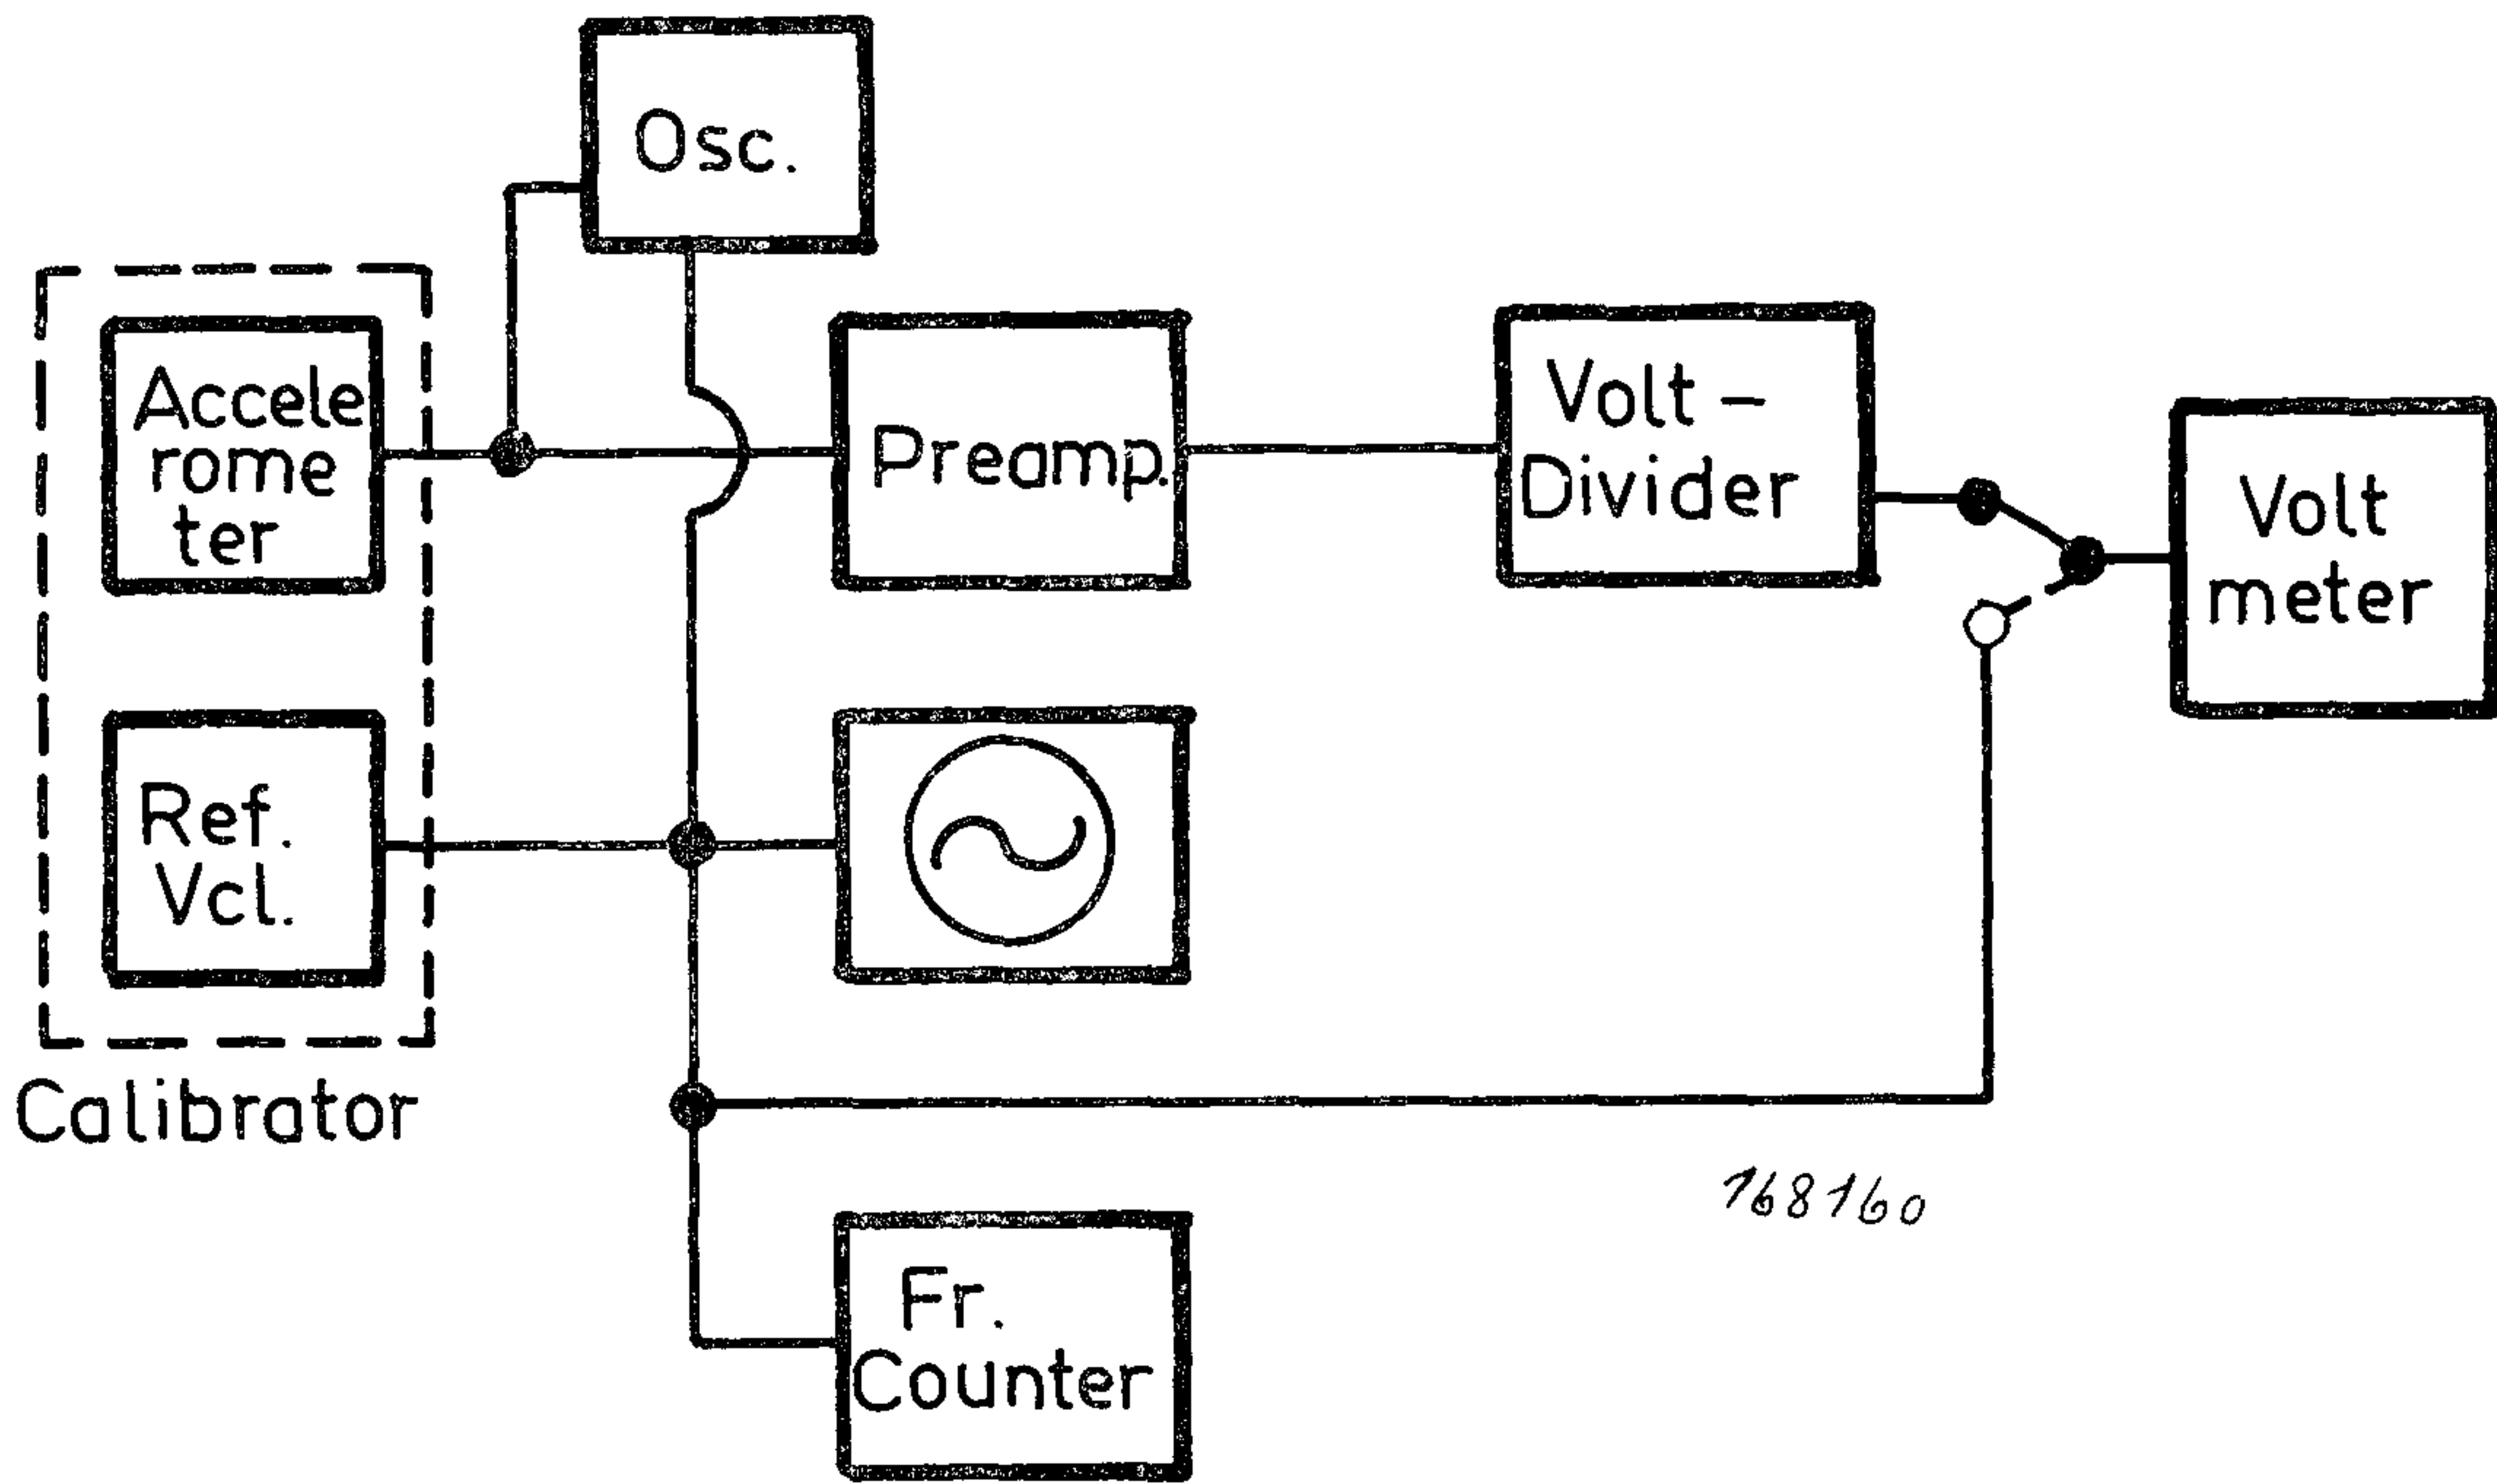 Osc.
Accele
rome
ter
Preamp.
Volt -
Divider
Volt
meter
Ref.
Vcl.
Calibrator
Fr.
Counter
168160